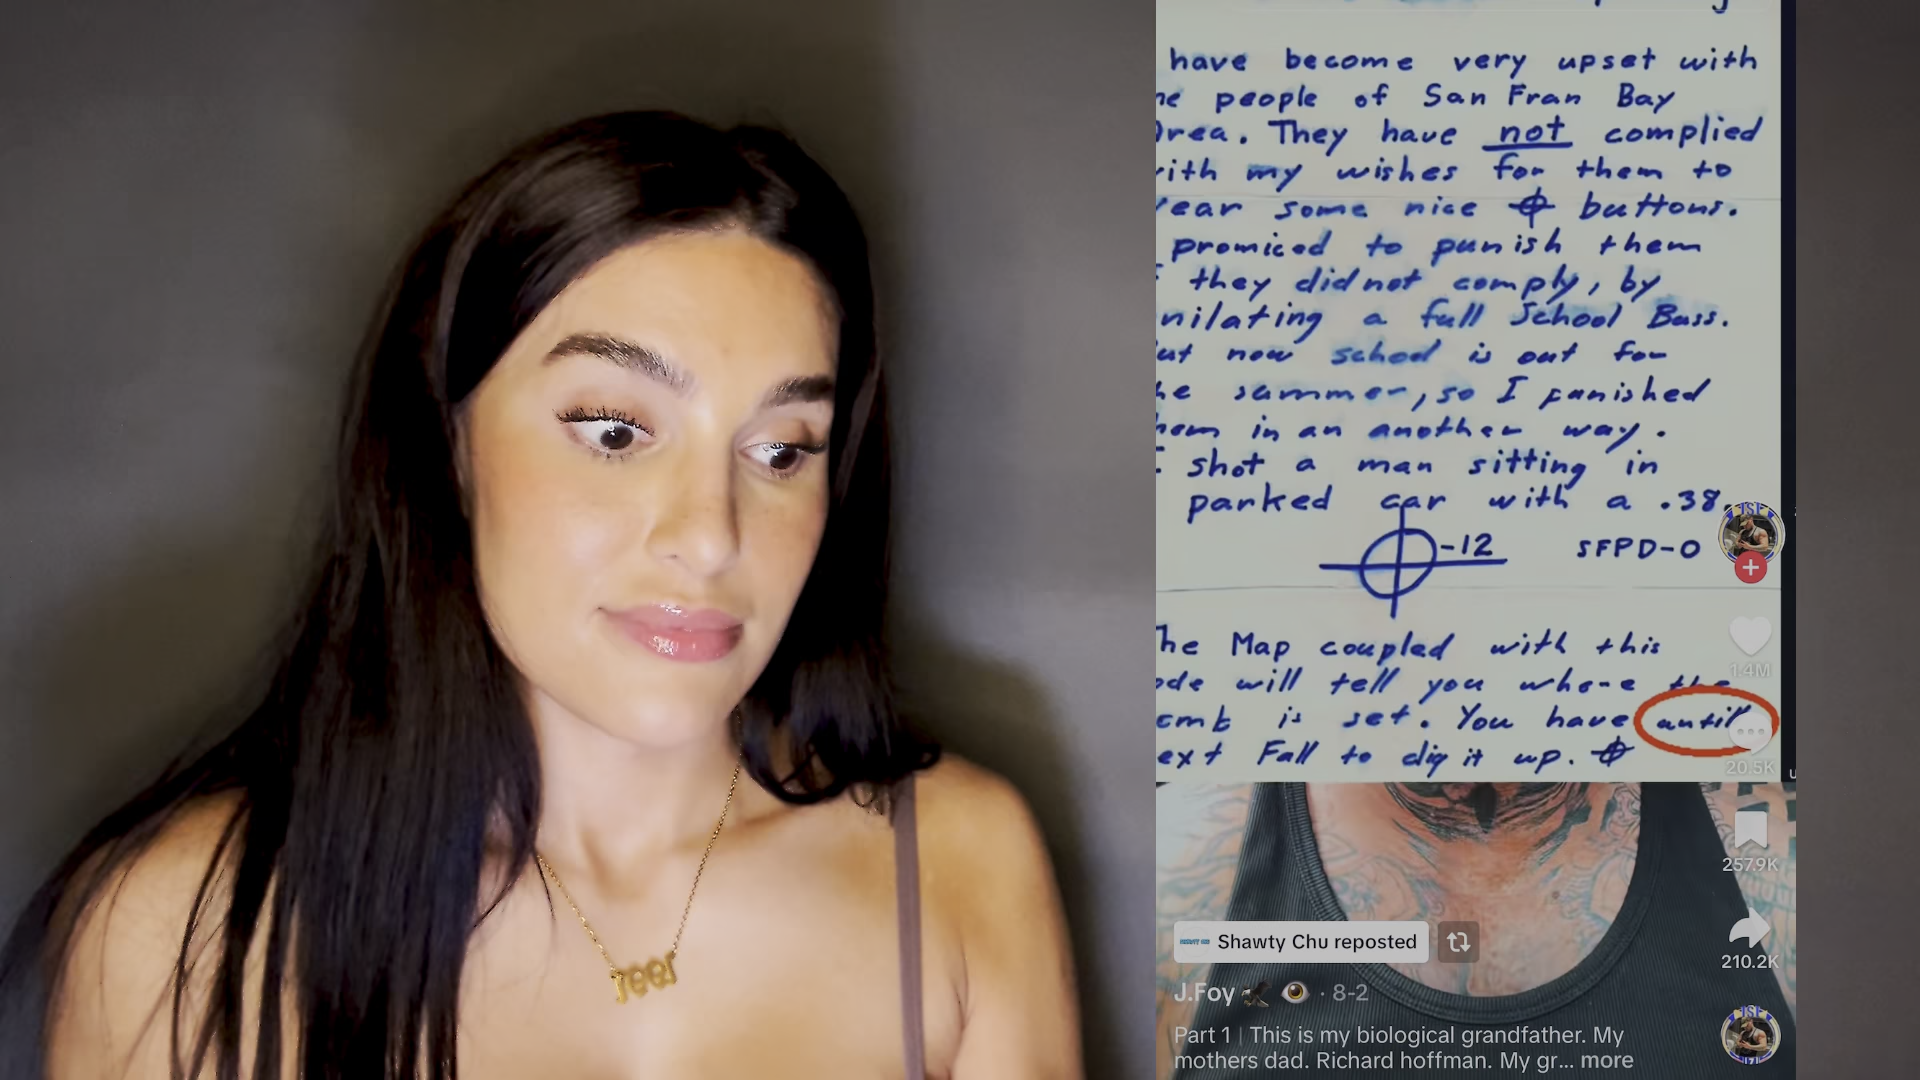 have become very upset with
people of San Fran Bay
They have not complied
my wishes for them to
some nice buttons.
promiced to punish them
they did not comply, by
a full School Buss.
now school is out for
summer, so I punished
in an another way.
shot a man sitting in
parked car with a .38.
-12 SFPD-0
Map coupled with this
will tell you where the
is set. You have untill
Fall to dig it up.
1.4M
20.5K
257.9K
210.2K
Shawty Chu reposted
J.Foy · 8-2
Part 1 | This is my biological grandfather. My
mothers dad. Richard hoffman. My gr... more